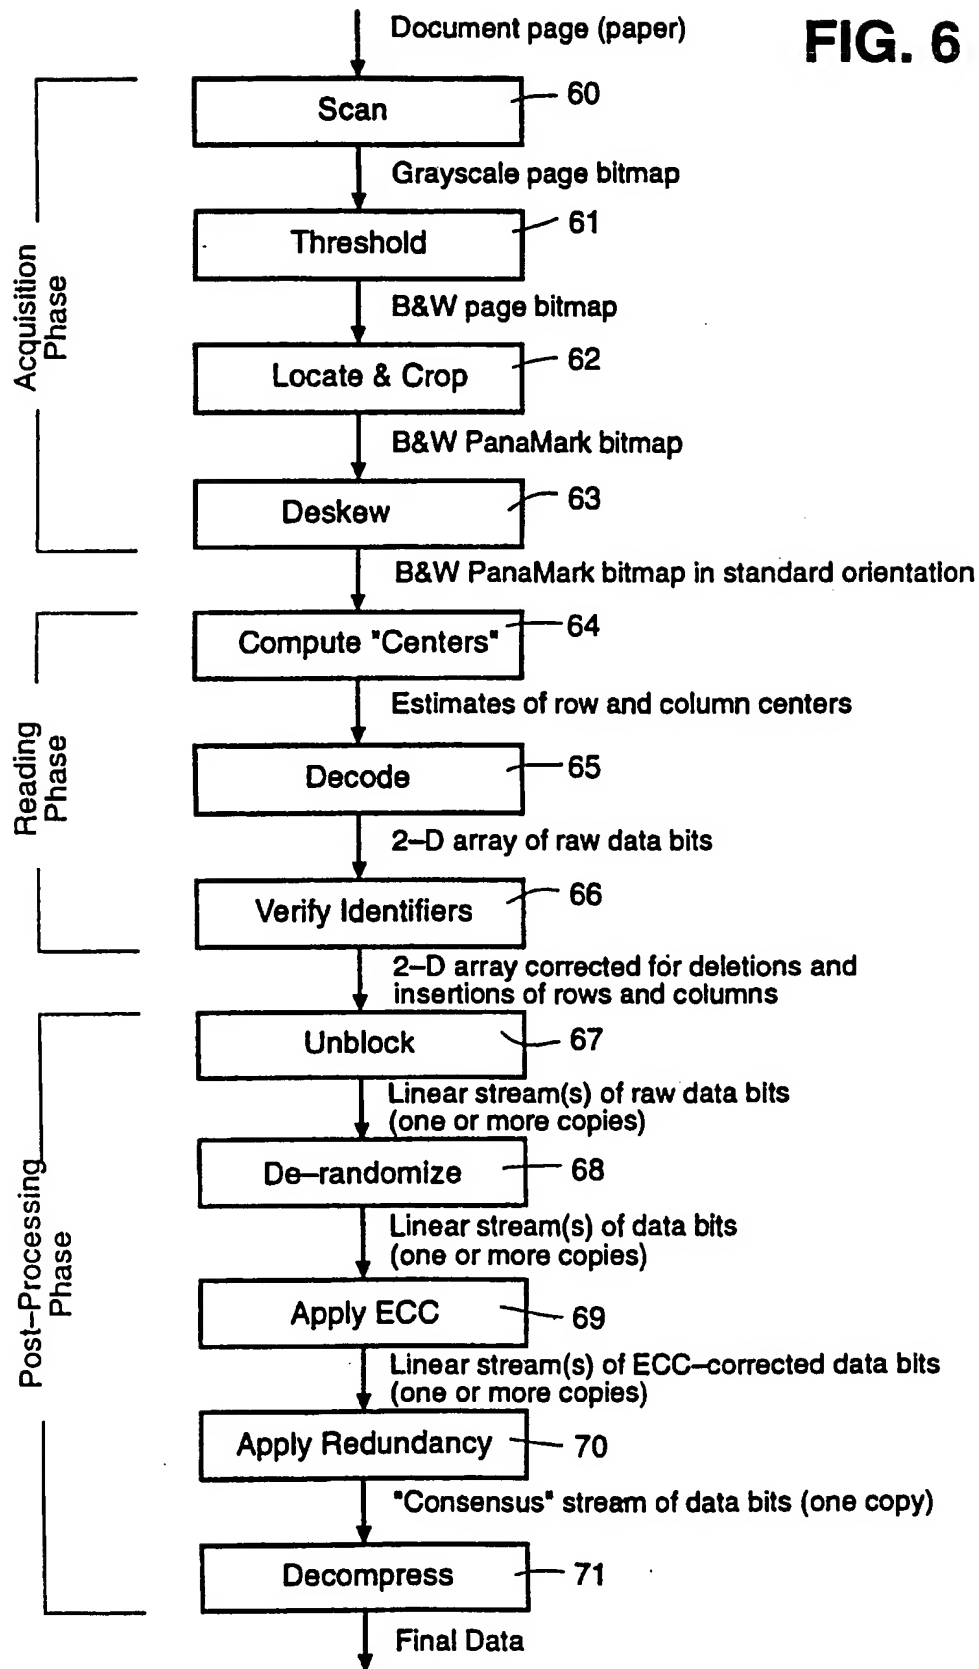 FIG. 6
Document page (paper)
Acquisition
Phase
Scan
60
Grayscale page bitmap
Threshold
61
B&W page bitmap
Locate & Crop
62
B&W PanaMark bitmap
Deskew
63
B&W PanaMark bitmap in standard orientation
Reading
Phase
Compute "Centers"
64
Estimates of row and column centers
Decode
65
2–D array of raw data bits
Verify Identifiers
66
2–D array corrected for deletions and
insertions of rows and columns
Post–Processing
Phase
Unblock
67
Linear stream(s) of raw data bits
(one or more copies)
De–randomize
68
Linear stream(s) of data bits
(one or more copies)
Apply ECC
69
Linear stream(s) of ECC–corrected data bits
(one or more copies)
Apply Redundancy
70
"Consensus" stream of data bits (one copy)
Decompress
71
Final Data